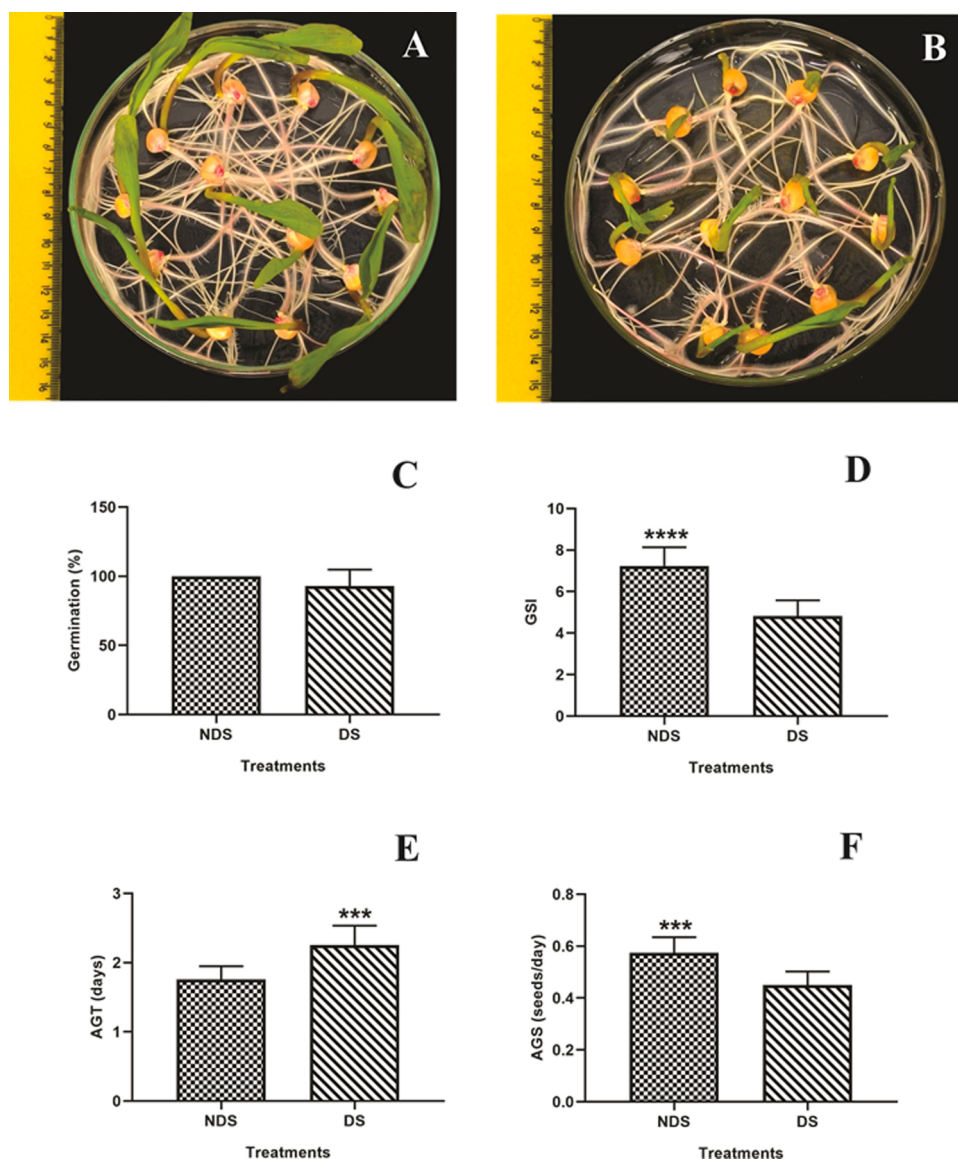 A
B
C
150
100
50
0
Germination (%)
NDS
DS
Treatments
D
10
8
6
4
2
0
GSI
****
NDS
DS
Treatments
E
3
2
1
0
AGT (days)
***
NDS
DS
Treatments
F
0.8
0.6
0.4
0.2
0.0
AGS (seeds/day)
***
NDS
DS
Treatments